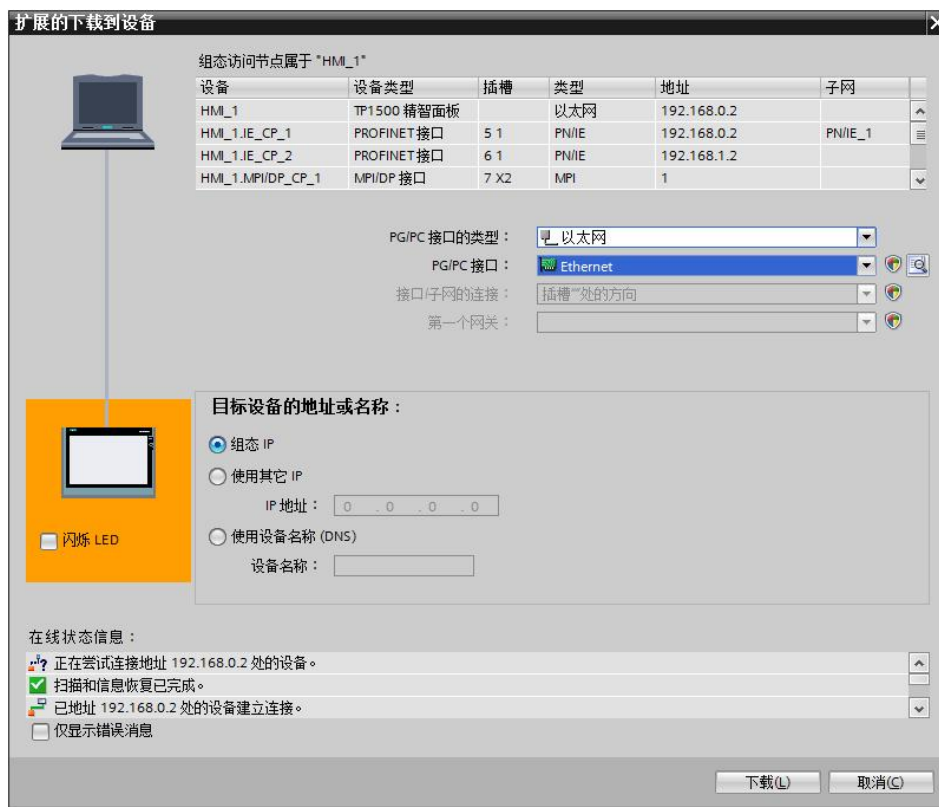 扩展的下载到设备
组态访问节点属于 "HMI_1"
设备 设备类型 插槽 类型 地址 子网
HMI_1 TP1500 精智面板 以太网 192.168.0.2
HMI_1.IE_CP_1 PROFINET接口 5 1 PN/IE 192.168.0.2 PN/IE_1
HMI_1.IE_CP_2 PROFINET接口 6 1 PN/IE 192.168.1.2
HMI_1.MPI/DP_CP_1 MPI/DP 接口 7 X2 MPI 1
PG/PC 接口的类型： 以太网
PG/PC 接口： Ethernet
接口/子网的连接： 插槽""处的方向
第一个网关：
目标设备的地址或名称：
组态 IP
使用其它 IP
IP 地址： 0 . 0 . 0 . 0
闪烁 LED
使用设备名称 (DNS)
设备名称：
在线状态信息：
正在尝试连接地址 192.168.0.2 处的设备。
扫描和信息恢复已完成。
已地址 192.168.0.2 处的设备建立连接。
仅显示错误消息
下载(L) 取消(C)